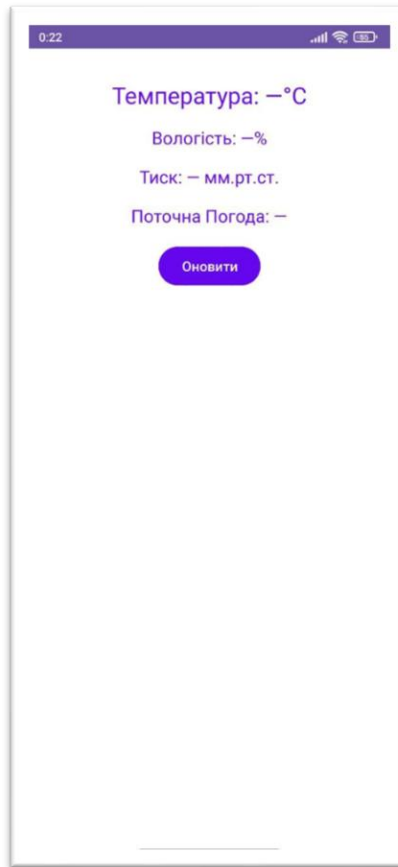 0:22
Температура: —°C
Вологість: —%
Тиск: — мм.рт.ст.
Поточна Погода: —
Оновити